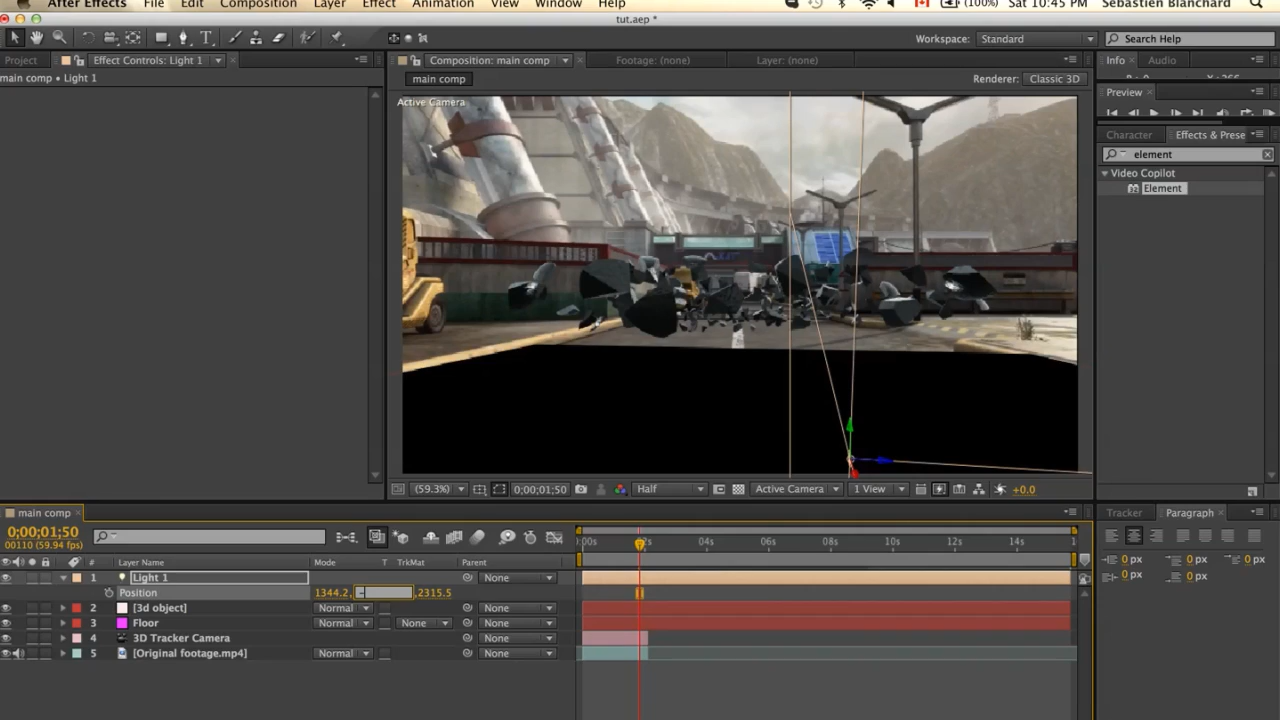 After Effects File Edit Composition Layer Effect Animation View Window Help (100%) Sat 10:45 PM Sebastien Blanchard
tut.aep *
Workspace: Standard Search Help
Project Effect Controls: Light 1 Composition: main comp Footage: (none) Layer: (none) Info Audio
main comp • Light 1 main comp Renderer: Classic 3D
Active Camera
Preview
Character Effects & Prese
element
Video Copilot
32 Element
(59.3%) 0;00;01;50 Half Active Camera 1 View +0.0
main comp Tracker Paragraph
0;00;01;50
00110 (59.94 fps)
0 px 0 px 0 px
0 px 0 px
:00s 2s 04s 06s 08s 10s 12s 14s
# Layer Name Mode T TrkMat Parent
1 Light 1 None
Position 1344.2, - ,2315.5
2 [3d object] Normal None
3 Floor Normal None None
4 3D Tracker Camera None
5 [Original footage.mp4] Normal None